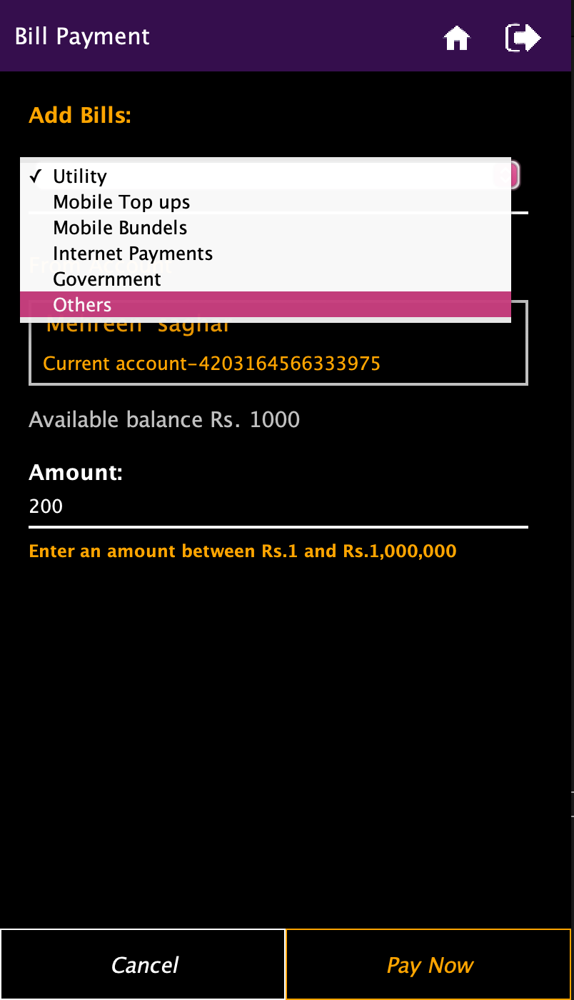 Bill Payment
Add Bills:
✓ Utility
Mobile Top ups
Mobile Bundels
Internet Payments
Government
Others
From Account
Mehreen saghar
Current account-4203164566333975
Available balance Rs. 1000
Amount:
200
Enter an amount between Rs.1 and Rs.1,000,000
Cancel
Pay Now